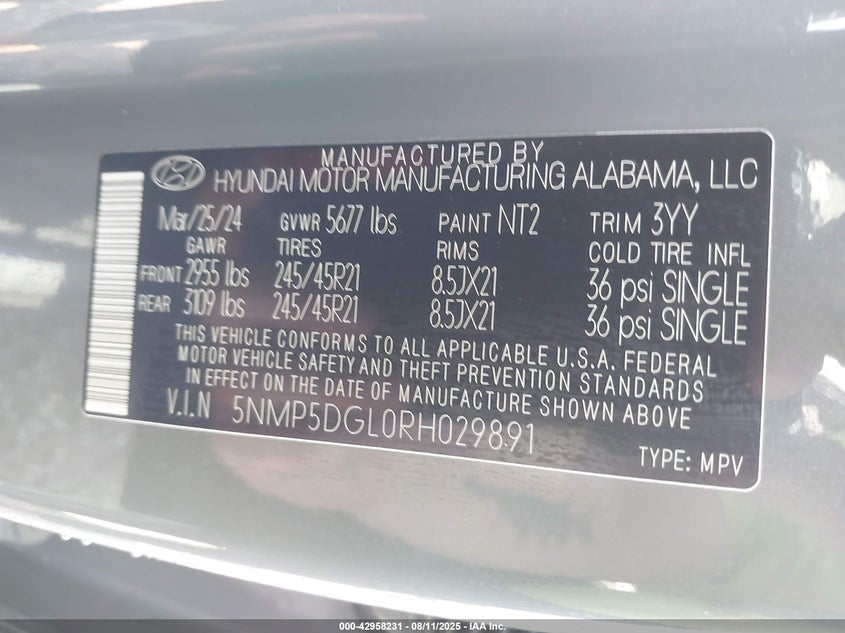 MANUFACTURED BY
HYUNDAI MOTOR MANUFACTURING ALABAMA, LLC
Mar/25/24 GVWR 5677 lbs PAINT NT2 TRIM 3YY
GAWR TIRES RIMS COLD TIRE INFL
FRONT 2955 lbs 245/45R21 8.5JX21 36 psi SINGLE
REAR 3109 lbs 245/45R21 8.5JX21 36 psi SINGLE
THIS VEHICLE CONFORMS TO ALL APPLICABLE U.S.A. FEDERAL
MOTOR VEHICLE SAFETY AND THEFT PREVENTION STANDARDS
IN EFFECT ON THE DATE OF MANUFACTURE SHOWN ABOVE
V.I.N 5NMP5DGL0RH029891
TYPE: MPV
000-42958231 - 08/11/2025 - IAA Inc.